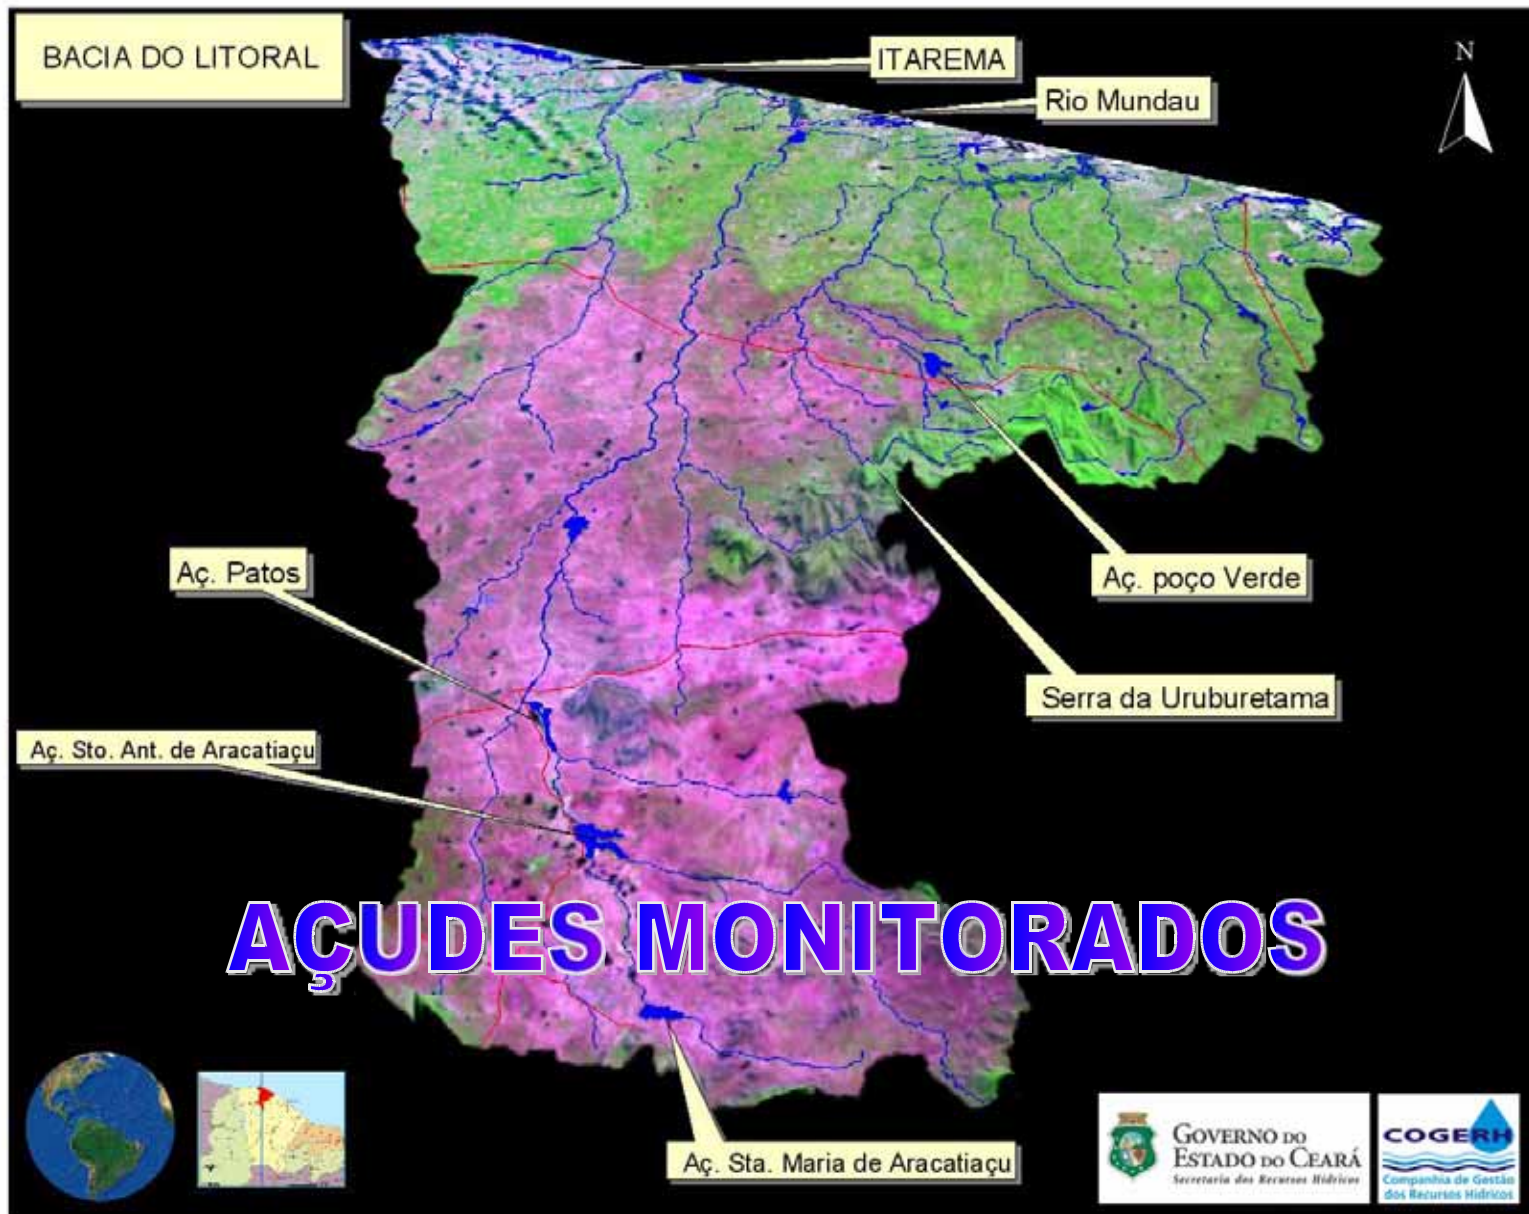 BACIA DO LITORAL
ITAREMA
N
Rio Mundau
Aç. Patos
Aç. poço Verde
Serra da Uruburetama
Aç. Sto. Ant. de Aracatiaçu
AÇUDES MONITORADOS
Aç. Sta. Maria de Aracatiaçu
GOVERNO DO
ESTADO DO CEARÁ
Secretaria dos Recursos Hídricos
COGERH
Companhia de Gestão
dos Recursos Hídricos